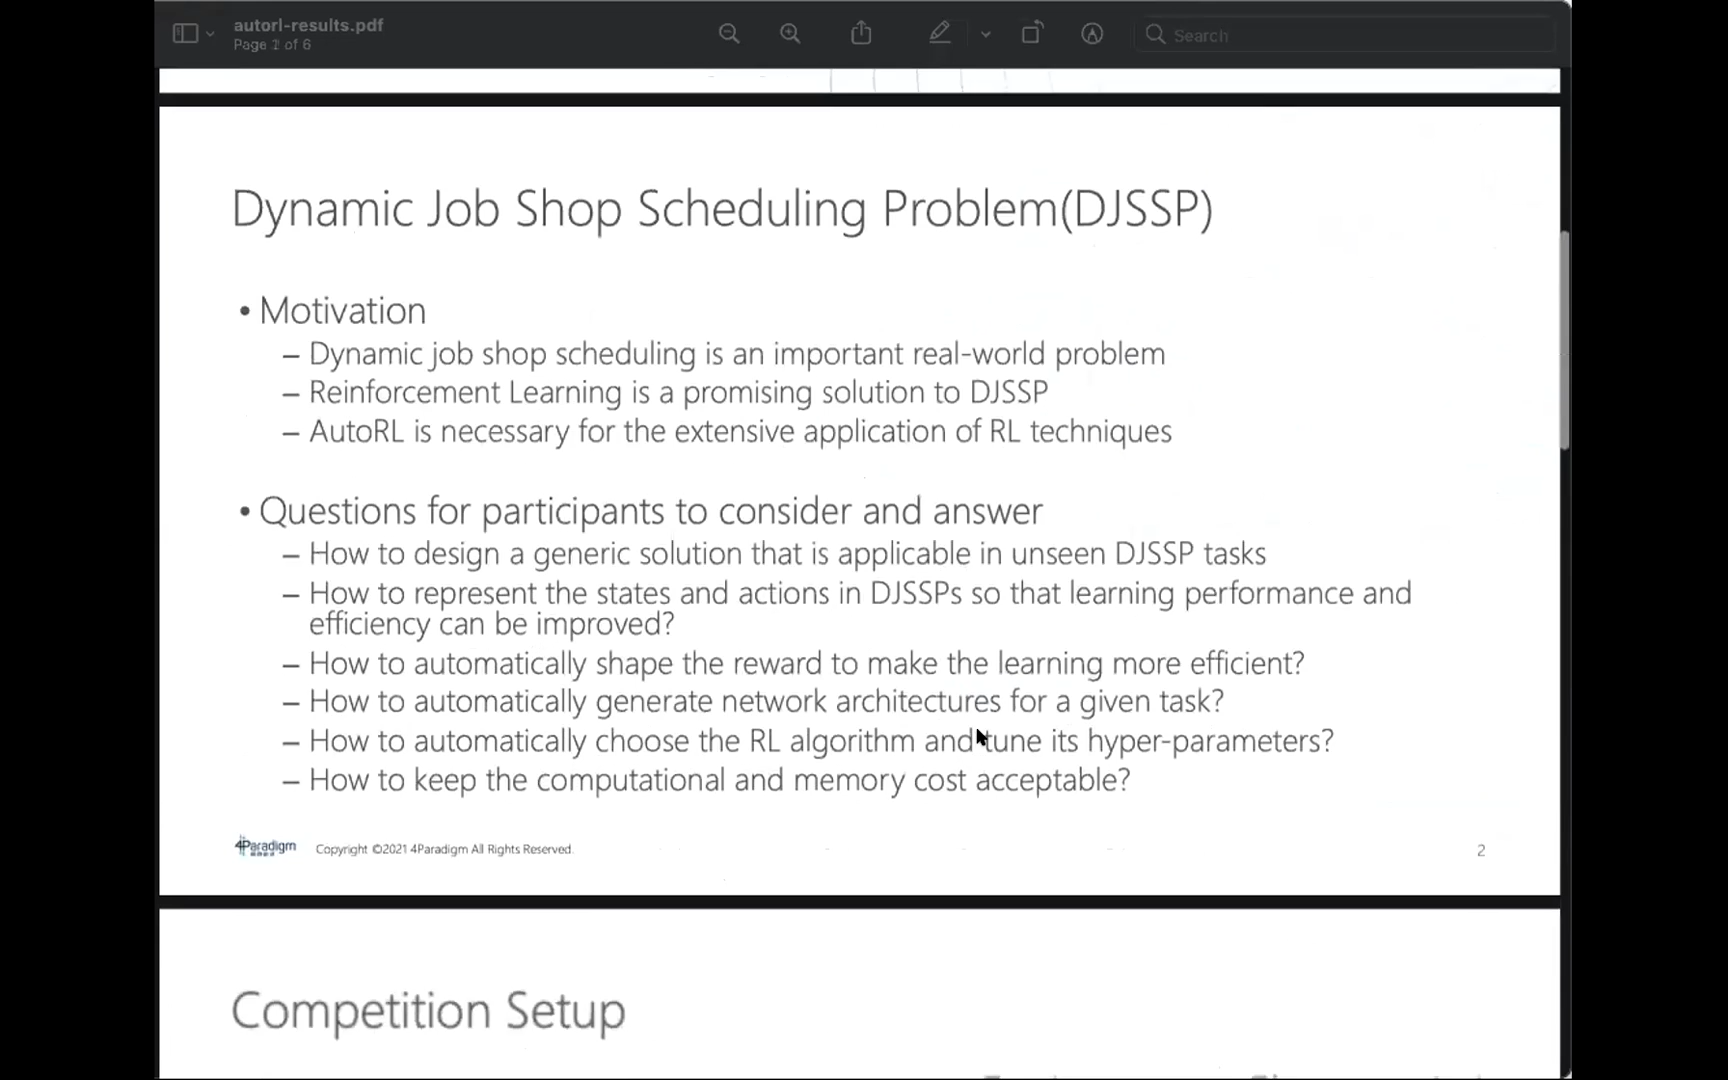 autorl-results.pdf
Page 2 of 6
Search
Dynamic Job Shop Scheduling Problem(DJSSP)
• Motivation
– Dynamic job shop scheduling is an important real-world problem
– Reinforcement Learning is a promising solution to DJSSP
– AutoRL is necessary for the extensive application of RL techniques
• Questions for participants to consider and answer
– How to design a generic solution that is applicable in unseen DJSSP tasks
– How to represent the states and actions in DJSSPs so that learning performance and
efficiency can be improved?
– How to automatically shape the reward to make the learning more efficient?
– How to automatically generate network architectures for a given task?
– How to automatically choose the RL algorithm and tune its hyper-parameters?
– How to keep the computational and memory cost acceptable?
4Paradigm Copyright ©2021 4Paradigm All Rights Reserved. 2
Competition Setup